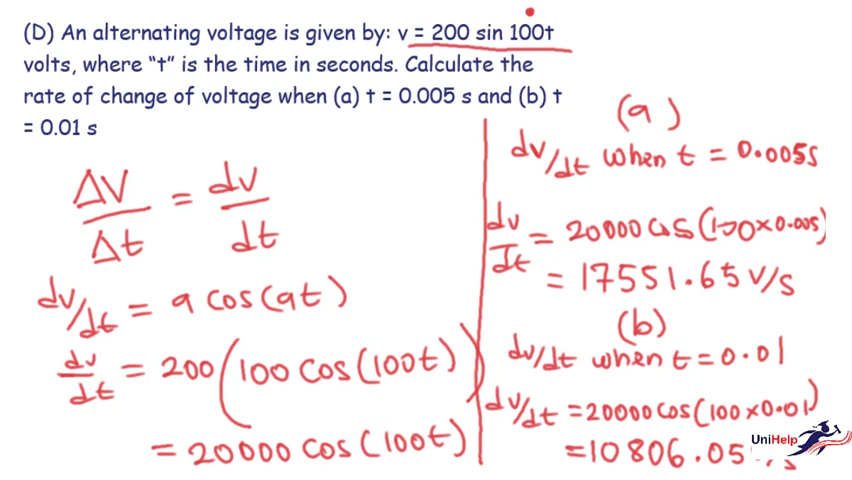 (D) An alternating voltage is given by: v = 200 sin 100t
volts, where "t" is the time in seconds. Calculate the
rate of change of voltage when (a) t = 0.005 s and (b) t
= 0.01 s
ΔV/Δt = dv/dt
dv/dt = a cos(at)
dv/dt = 200(100 cos(100t))
= 20000 cos(100t)
(a)
dv/dt when t = 0.005s
dv/dt = 20000 cos(100×0.005)
= 17551.65 V/s
(b)
dv/dt when t = 0.01
dv/dt = 20000 cos(100×0.01)
= 10806.05
UniHelp